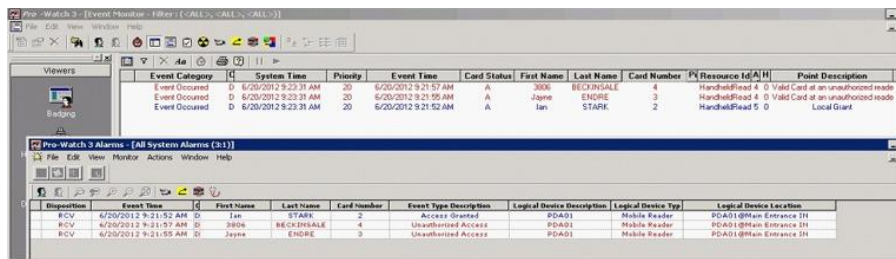 Pro -Watch 3 - [Event Monitor - Filter : (<ALL>, <ALL>, <ALL>)]
File Edit View Window Help
Viewers
Badging
Event Category System Time Priority Event Time Card Status First Name Last Name Card Number Pi Resource Id A H Point Description
Event Occurred D 6/20/2012 9:23:31 AM 20 6/20/2012 9:21:57 AM A 3806 BECKINSALE 4 HandheldRead 4 0 Valid Card at an unauthorized reade
Event Occurred D 6/20/2012 9:23:31 AM 20 6/20/2012 9:21:55 AM A Jayne ENDRE 3 HandheldRead 4 0 Valid Card at an unauthorized reade
Event Occurred D 6/20/2012 9:23:31 AM 20 6/20/2012 9:21:52 AM A Ian STARK 2 HandheldRead 5 0 Local Grant
Pro-Watch 3 Alarms - [All System Alarms (3:1)]
File Edit View Monitor Actions Window Help
Disposition Event Time First Name Last Name Card Number Event Type Description Logical Device Description Logical Device Typ Logical Device Location
RCV 6/20/2012 9:21:52 AM D Ian STARK 2 Access Granted PDA01 Mobile Reader PDA01@Main Entrance IN
RCV 6/20/2012 9:21:57 AM D 3806 BECKINSALE 4 Unauthorized Access PDA01 Mobile Reader PDA01@Main Entrance IN
RCV 6/20/2012 9:21:55 AM D Jayne ENDRE 3 Unauthorized Access PDA01 Mobile Reader PDA01@Main Entrance IN